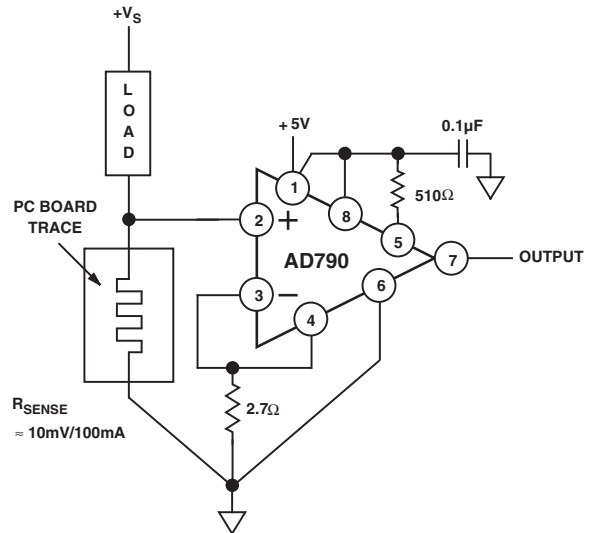 +VS
LOAD
PC BOARD
TRACE
+5V
0.1µF
510Ω
1
2
+
8
5
AD790
7
OUTPUT
3
–
4
6
2.7Ω
RSENSE
≈ 10mV/100mA